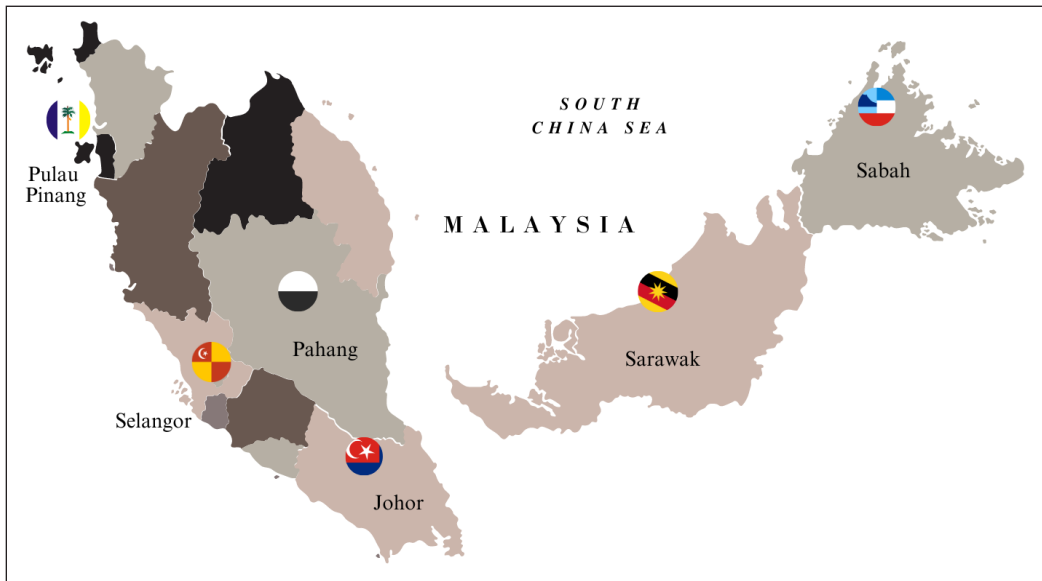 SOUTH
CHINA SEA
Sabah
Pulau
Pinang
MALAYSIA
Pahang
Sarawak
Selangor
Johor